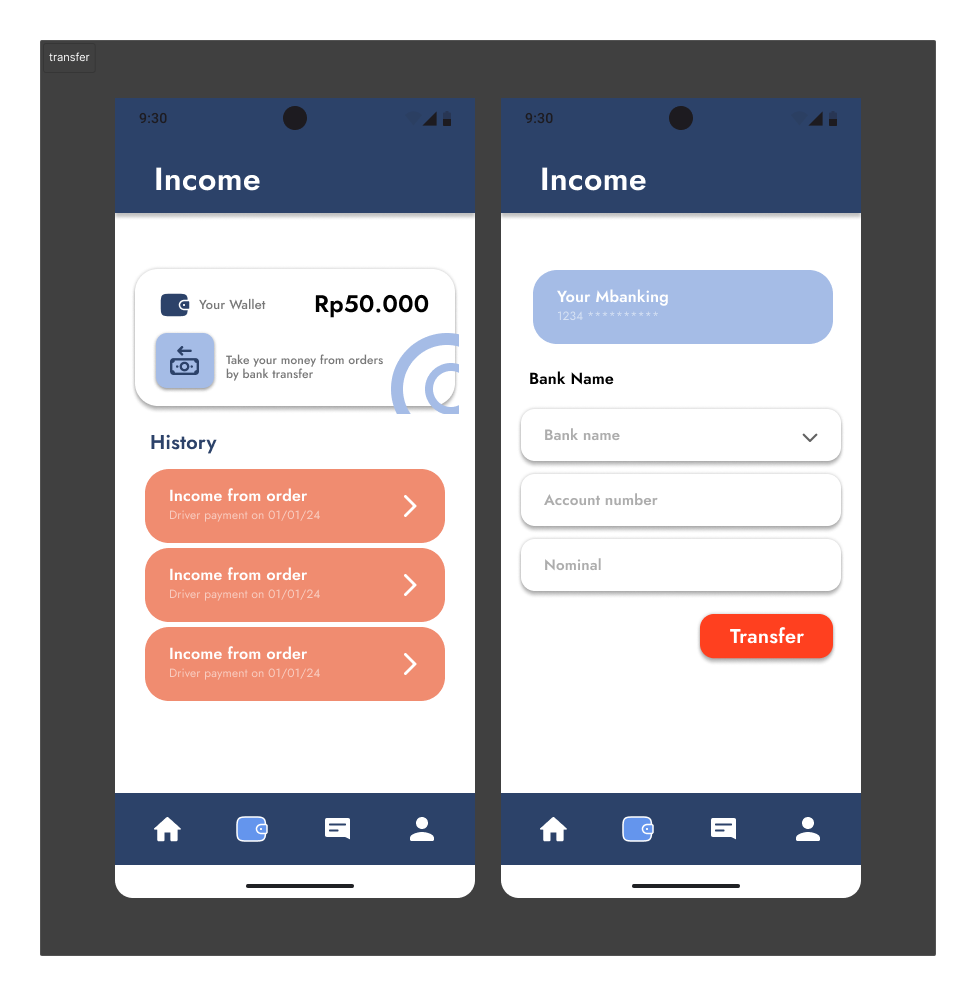 transfer
9:30
Income
Your Wallet
Rp50.000
Take your money from orders
by bank transfer
History
Income from order
Driver payment on 01/01/24
Income from order
Driver payment on 01/01/24
Income from order
Driver payment on 01/01/24
9:30
Income
Your Mbanking
1234 **********
Bank Name
Bank name
Account number
Nominal
Transfer